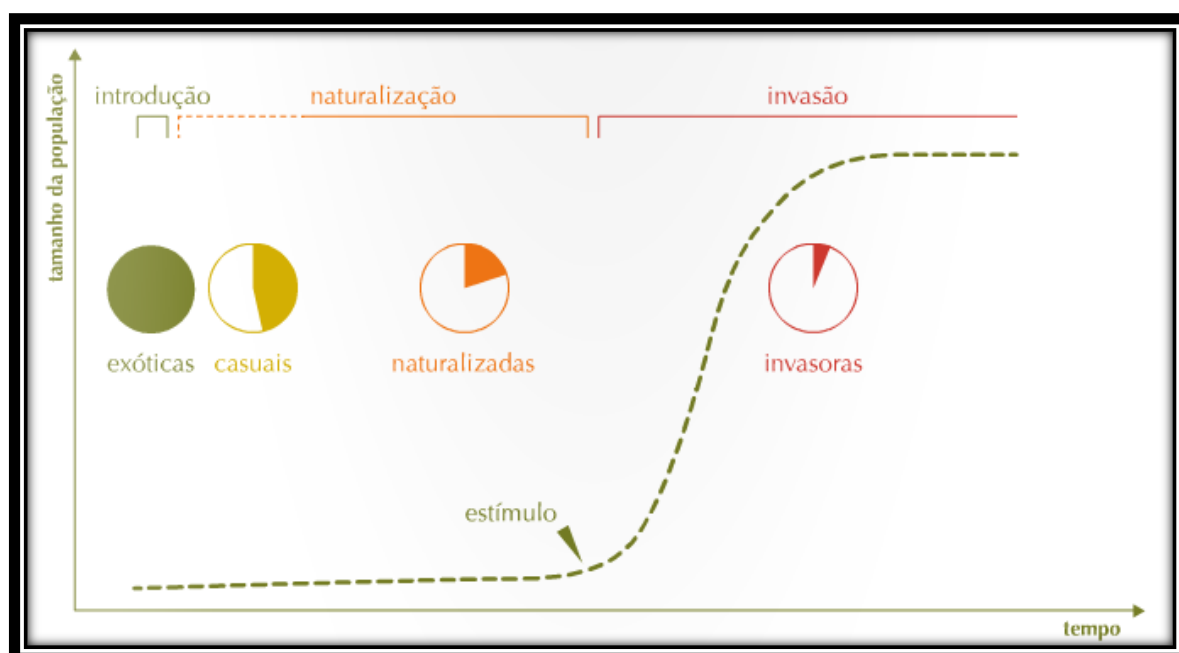 tamanho da população
introdução
naturalização
invasão
exóticas
casuais
naturalizadas
invasoras
estímulo
tempo